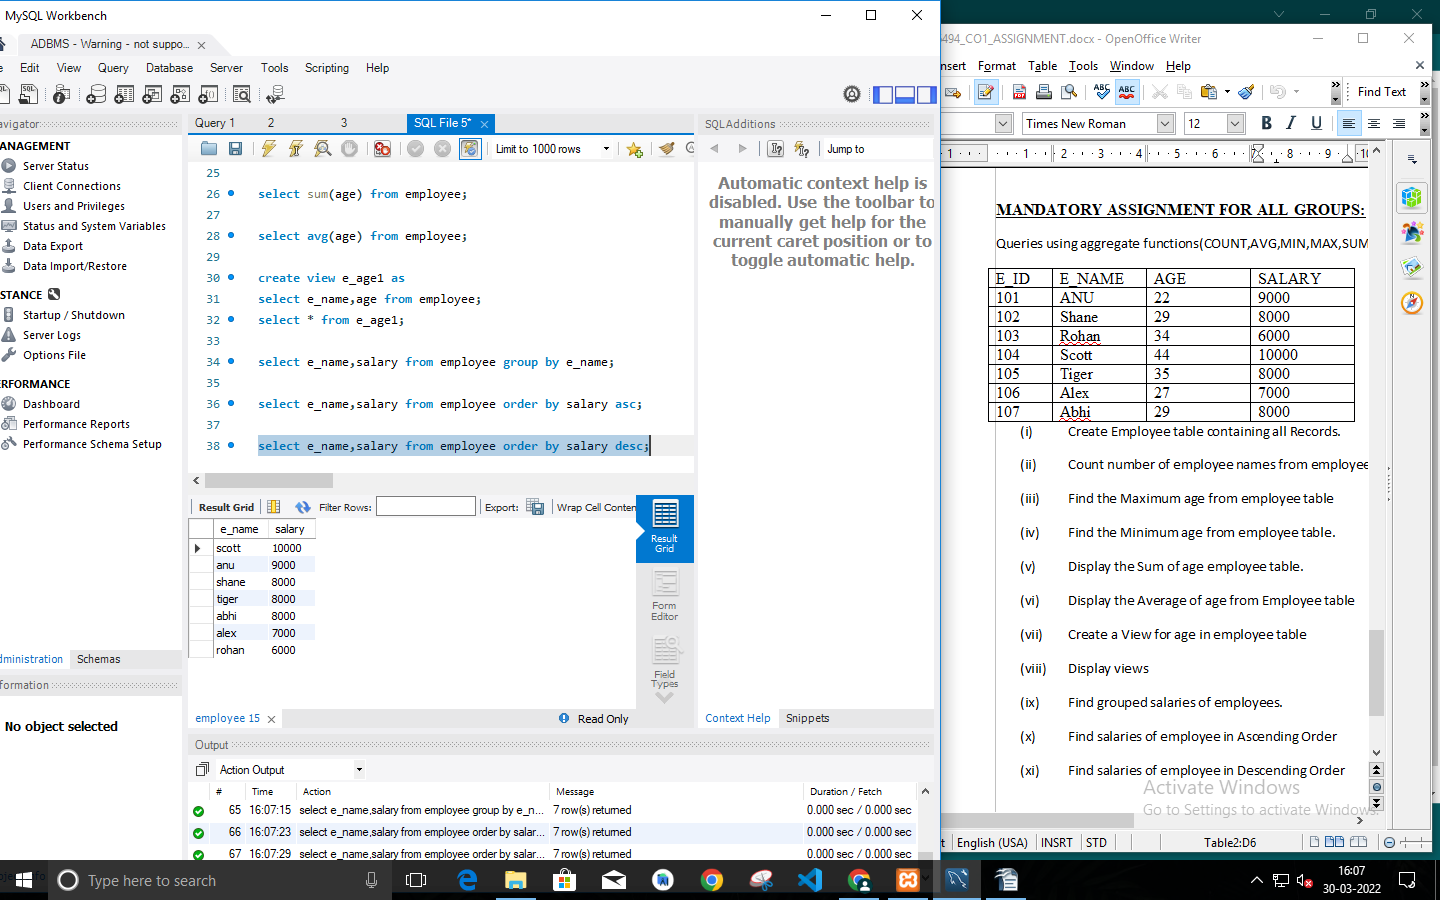 MySQL Workbench
ADBMS - Warning - not suppo...
Edit View Query Database Server Tools Scripting Help
Query 1 2 3 SQL File 5*
Limit to 1000 rows
ANAGEMENT
Server Status
Client Connections
Users and Privileges
Status and System Variables
Data Export
Data Import/Restore
STANCE
Startup / Shutdown
Server Logs
Options File
ERFORMANCE
Dashboard
Performance Reports
Performance Schema Setup
dministration Schemas
formation
No object selected
25
26 select sum(age) from employee;
27
28 select avg(age) from employee;
29
30 create view e_age1 as
31 select e_name,age from employee;
32 select * from e_age1;
33
34 select e_name,salary from employee group by e_name;
35
36 select e_name,salary from employee order by salary asc;
37
38 select e_name,salary from employee order by salary desc;
Result Grid Filter Rows: Export: Wrap Cell Conten
e_name salary
scott 10000
anu 9000
shane 8000
tiger 8000
abhi 8000
alex 7000
rohan 6000
Result
Grid
Form
Editor
Field
Types
employee 15 Read Only
SQLAdditions
Jump to
Automatic context help is
disabled. Use the toolbar to
manually get help for the
current caret position or to
toggle automatic help.
Context Help Snippets
Output
Action Output
# Time Action Message Duration / Fetch
65 16:07:15 select e_name,salary from employee group by e_n... 7 row(s) returned 0.000 sec / 0.000 sec
66 16:07:23 select e_name,salary from employee order by salar... 7 row(s) returned 0.000 sec / 0.000 sec
67 16:07:29 select e_name,salary from employee order by salar... 7 row(s) returned 0.000 sec / 0.000 sec
494_CO1_ASSIGNMENT.docx - OpenOffice Writer
nsert Format Table Tools Window Help
Find Text
Times New Roman 12 B I U
1 1 2 3 4 5 6 8 9 10
MANDATORY ASSIGNMENT FOR ALL GROUPS:
Queries using aggregate functions(COUNT,AVG,MIN,MAX,SUM
E_ID E_NAME AGE SALARY
101 ANU 22 9000
102 Shane 29 8000
103 Rohan 34 6000
104 Scott 44 10000
105 Tiger 35 8000
106 Alex 27 7000
107 Abhi 29 8000
(i) Create Employee table containing all Records.
(ii) Count number of employee names from employee
(iii) Find the Maximum age from employee table
(iv) Find the Minimum age from employee table.
(v) Display the Sum of age employee table.
(vi) Display the Average of age from Employee table
(vii) Create a View for age in employee table
(viii) Display views
(ix) Find grouped salaries of employees.
(x) Find salaries of employee in Ascending Order
(xi) Find salaries of employee in Descending Order
Activate Windows
Go to Settings to activate Windows.
English (USA) INSRT STD Table2:D6
Type here to search
16:07
30-03-2022